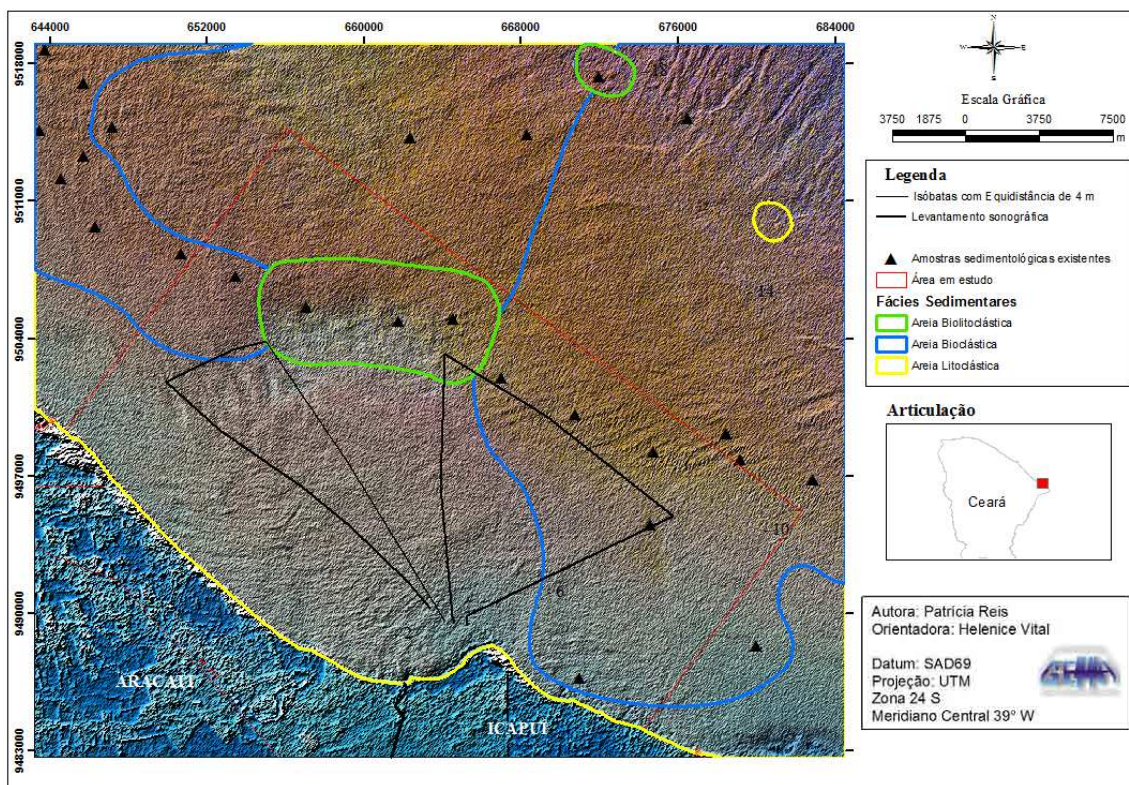 644000 652000 660000 668000 676000 684000
9518000
9511000
9504000
9497000
9490000
9483000
14
10
6
2
ARACATI
ICAPUÍ
N
W E
S
Escala Gráfica
3750 1875 0 3750 7500
m
Legenda
Isóbatas com Equidistância de 4 m
Levantamento sonográfica
Amostras sedimentológicas existentes
Área em estudo
Fácies Sedimentares
Areia Biolitoclástica
Areia Bioclástica
Areia Litoclástica
Articulação
Ceará
Autora: Patrícia Reis
Orientadora: Helenice Vital
Datum: SAD69
Projeção: UTM
Zona 24 S
Meridiano Central 39° W